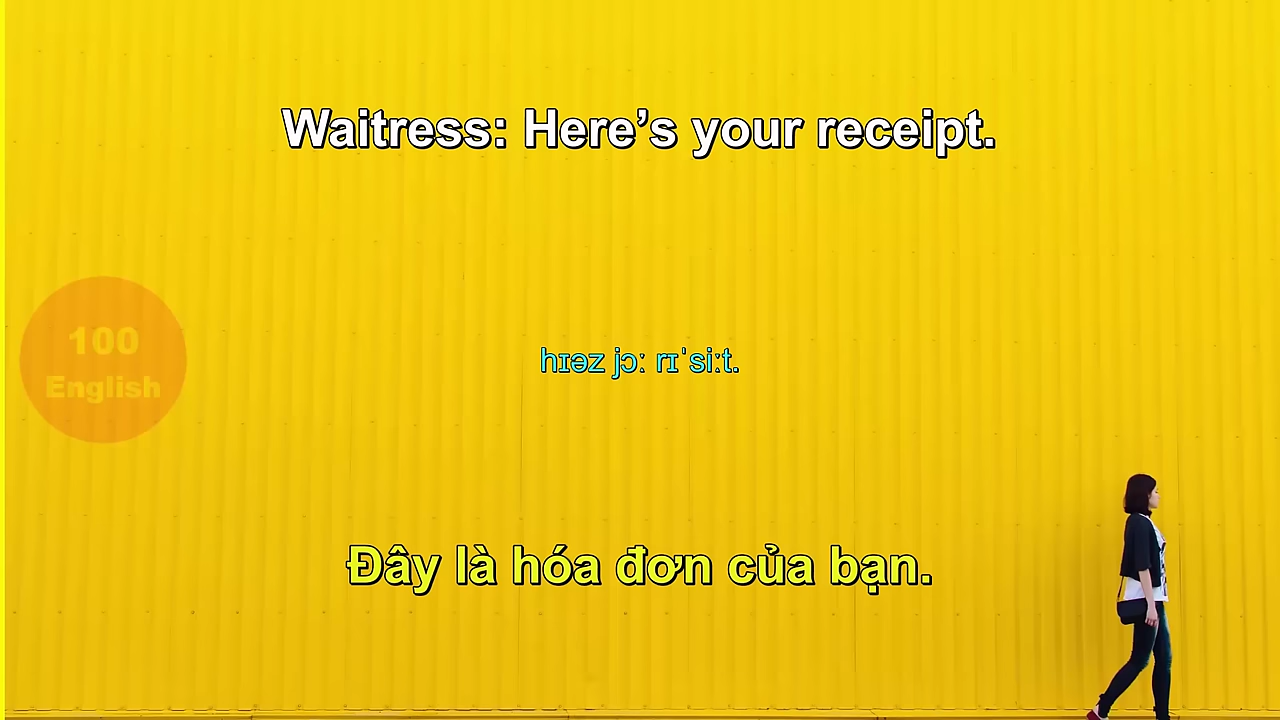 Waitress: Here’s your receipt.
100
English
hɪəz jɔː rɪˈsiːt.
Đây là hóa đơn của bạn.